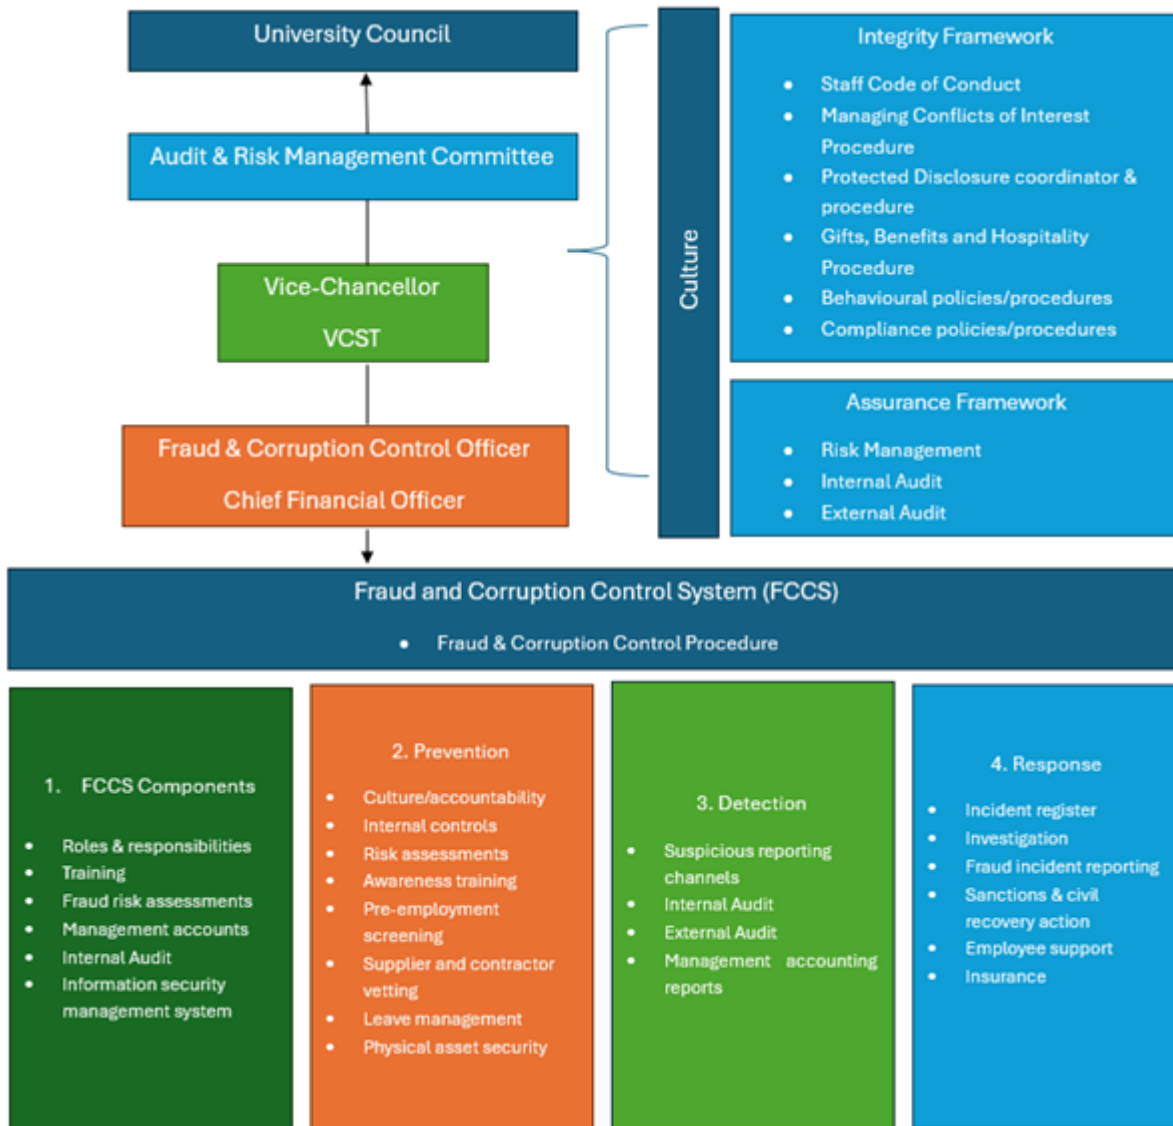 University Council
Audit & Risk Management Committee
Vice-Chancellor
VCST
Fraud & Corruption Control Officer
Chief Financial Officer
Culture
Integrity Framework
• Staff Code of Conduct
• Managing Conflicts of Interest
Procedure
• Protected Disclosure coordinator &
procedure
• Gifts, Benefits and Hospitality
Procedure
• Behavioural policies/procedures
• Compliance policies/procedures
Assurance Framework
• Risk Management
• Internal Audit
• External Audit
Fraud and Corruption Control System (FCCS)
• Fraud & Corruption Control Procedure
1. FCCS Components
• Roles & responsibilities
• Training
• Fraud risk assessments
• Management accounts
• Internal Audit
• Information security
management system
2. Prevention
• Culture/accountability
• Internal controls
• Risk assessments
• Awareness training
• Pre-employment
screening
• Supplier and contractor
vetting
• Leave management
• Physical asset security
3. Detection
• Suspicious reporting
channels
• Internal Audit
• External Audit
• Management accounting
reports
4. Response
• Incident register
• Investigation
• Fraud incident reporting
• Sanctions & civil
recovery action
• Employee support
• Insurance